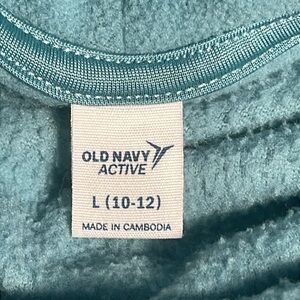 OLD NAVY
ACTIVE
L (10-12)
MADE IN CAMBODIA